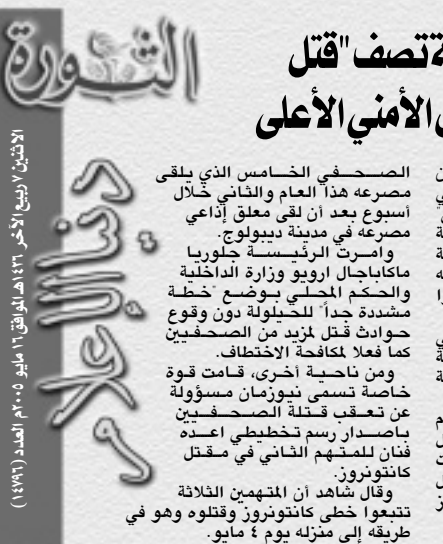 الثورة
دنيا الإعلام
الاثنين ٧ ربيع الآخر ١٤٢٦هـ الموافق ١٦ مايو ٢٠٠٥م العدد (١٤٧٩٦)
تصف "قتل
الأمني الأعلى
الصحفي الخامس الذي يلقى
مصرعه هذا العام والثاني خلال
أسبوع بعد أن لقى معلق إذاعي
مصرعه في مدينة ديبولوج.
وامرت الرئيسة جلوريا
ماكاباجال ارويو وزارة الداخلية
والحكم المحلي بوضع "خطة
مشددة جداً" للحيلولة دون وقوع
حوادث قتل لمزيد من الصحفيين
كما فعلا لمكافحة الاختطاف.
ومن ناحية أخرى، قامت قوة
خاصة تسمى نيوزمان مسؤولة
عن تعقب قتلة الصحفيين
باصدار رسم تخطيطي اعده
فنان للمتهم الثاني في مقتل
كانتونروز.
وقال شاهد أن المتهمين الثلاثة
تتبعوا خطى كانتونروز وقتلوه وهو في
طريقه إلى منزله يوم ٤ مايو.